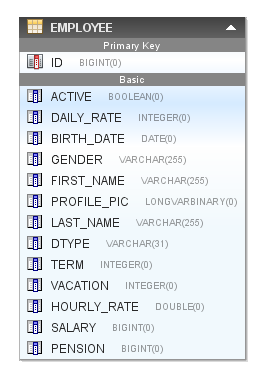 EMPLOYEE
Primary Key
ID BIGINT(0)
Basic
ACTIVE BOOLEAN(0)
DAILY_RATE INTEGER(0)
BIRTH_DATE DATE(0)
GENDER VARCHAR(255)
FIRST_NAME VARCHAR(255)
PROFILE_PIC LONGVARBINARY(0)
LAST_NAME VARCHAR(255)
DTYPE VARCHAR(31)
TERM INTEGER(0)
VACATION INTEGER(0)
HOURLY_RATE DOUBLE(0)
SALARY BIGINT(0)
PENSION BIGINT(0)